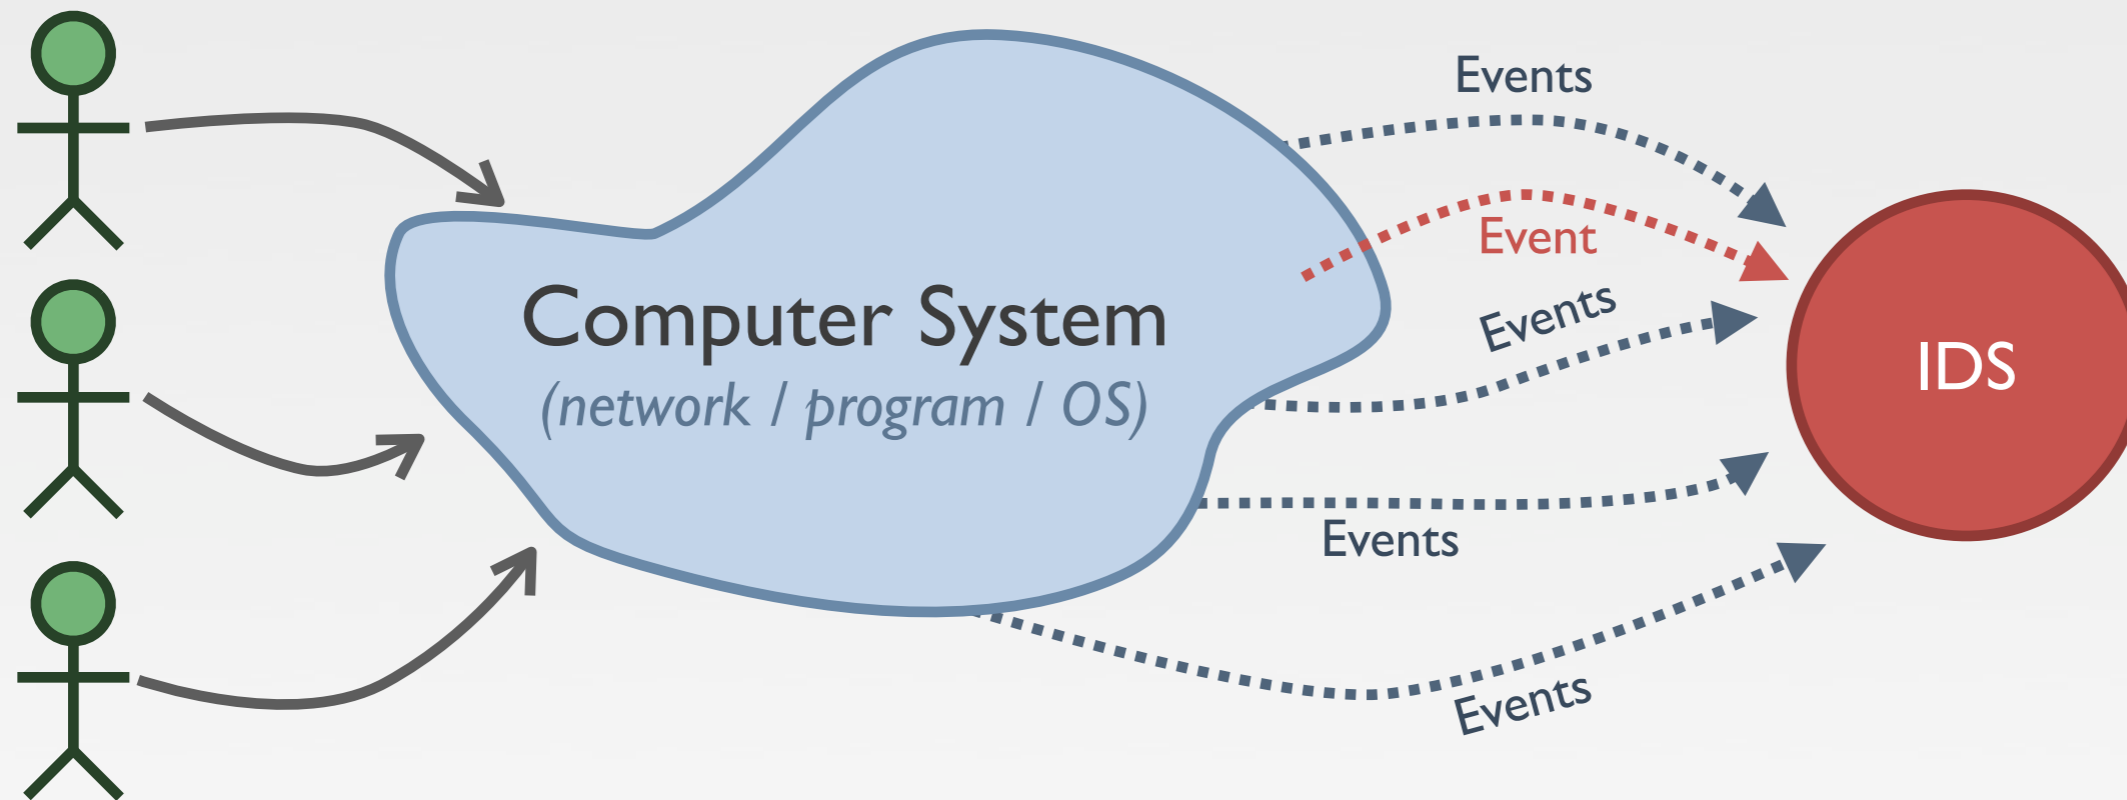 Events
Event
Events
Computer System
(network / program / OS)
IDS
Events
Events